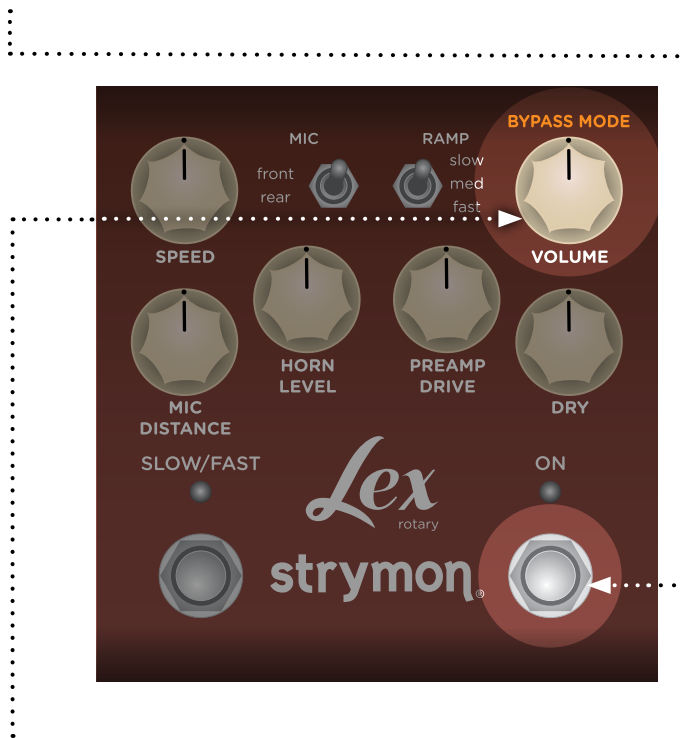 BYPASS MODE
MIC
RAMP
front
rear
slow
med
fast
SPEED
VOLUME
HORN
LEVEL
PREAMP
DRIVE
MIC
DISTANCE
DRY
SLOW/FAST
Lex
rotary
ON
strymon®